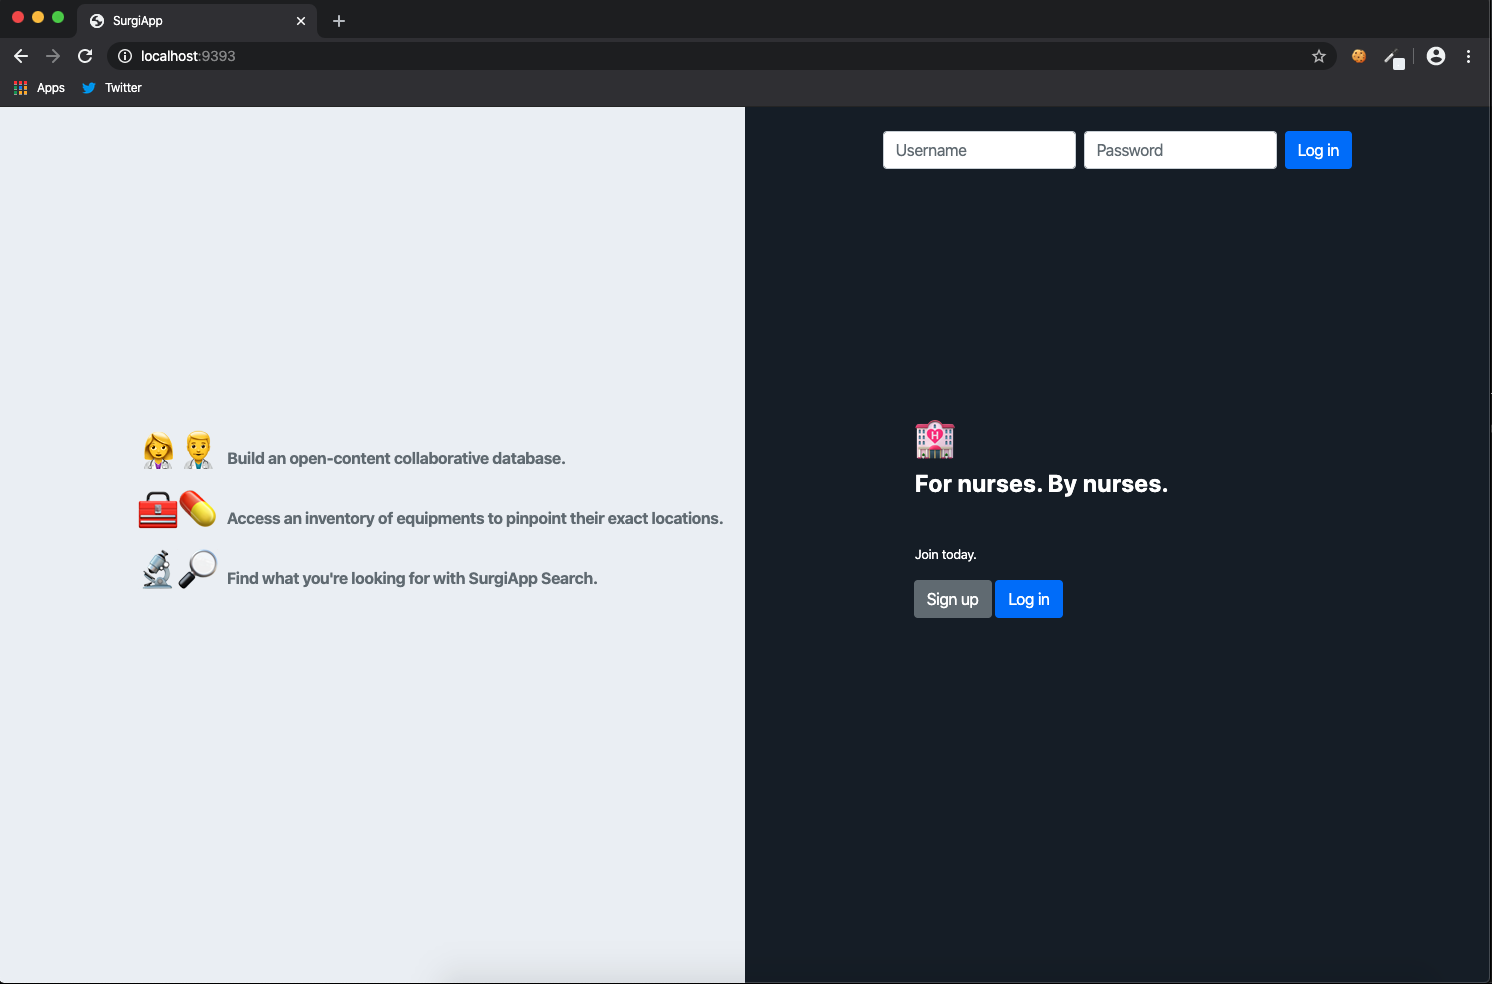 SurgiApp
localhost:9393
Apps
Twitter
Username
Password
Log in
Build an open-content collaborative database.
Access an inventory of equipments to pinpoint their exact locations.
Find what you're looking for with SurgiApp Search.
H
For nurses. By nurses.
Join today.
Sign up
Log in